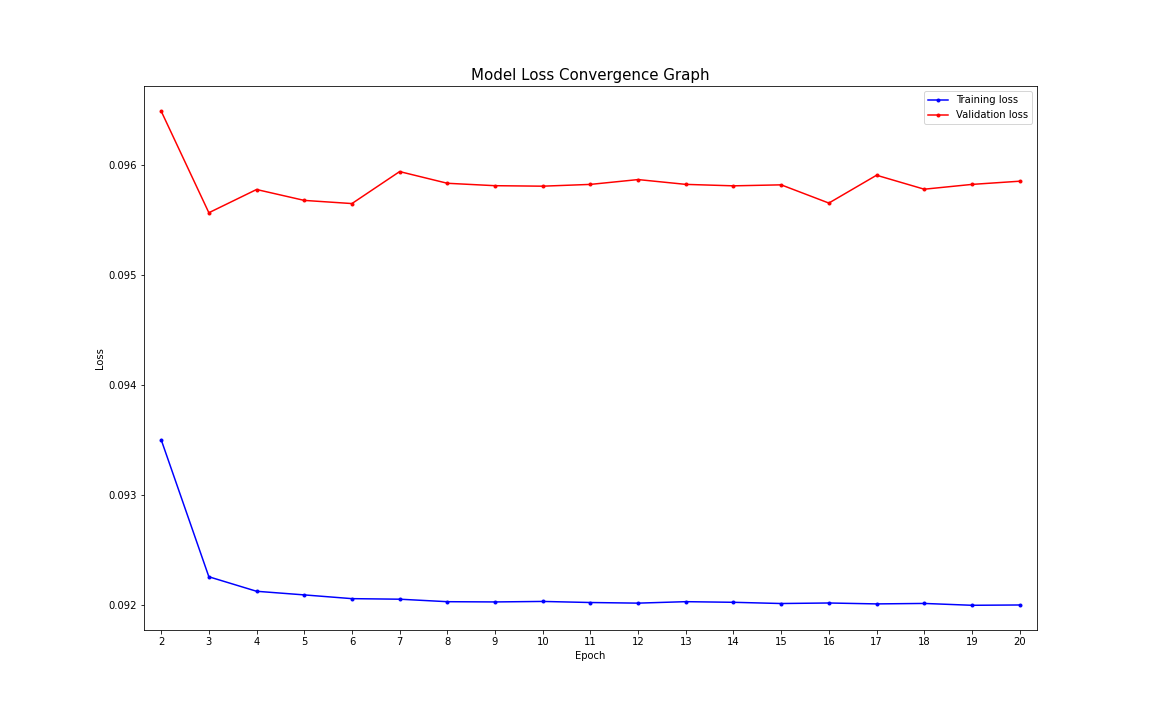 Model Loss Convergence Graph
Training loss
Validation loss
0.096
0.095
0.094
0.093
0.092
Loss
2 3 4 5 6 7 8 9 10 11 12 13 14 15 16 17 18 19 20
Epoch